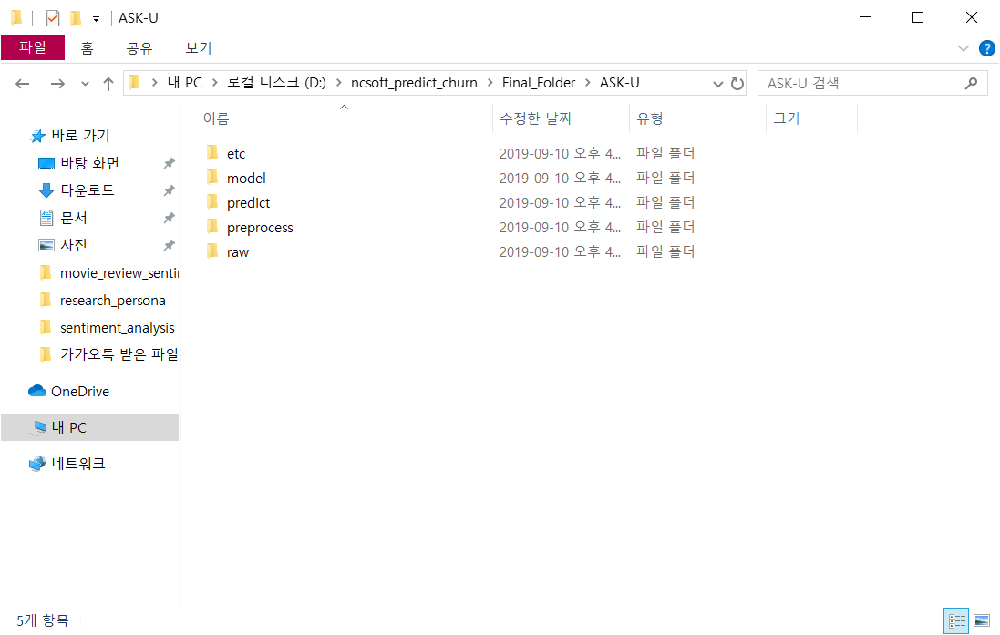 ASK-U
파일 홈 공유 보기
내 PC 로컬 디스크 (D:) ncsoft_predict_churn Final_Folder ASK-U
ASK-U 검색
이름 수정한 날짜 유형 크기
바로 가기
바탕 화면
다운로드
문서
사진
movie_review_senti
research_persona
sentiment_analysis
카카오톡 받은 파일
OneDrive
내 PC
네트워크
etc 2019-09-10 오후 4... 파일 폴더
model 2019-09-10 오후 4... 파일 폴더
predict 2019-09-10 오후 4... 파일 폴더
preprocess 2019-09-10 오후 4... 파일 폴더
raw 2019-09-10 오후 4... 파일 폴더
5개 항목